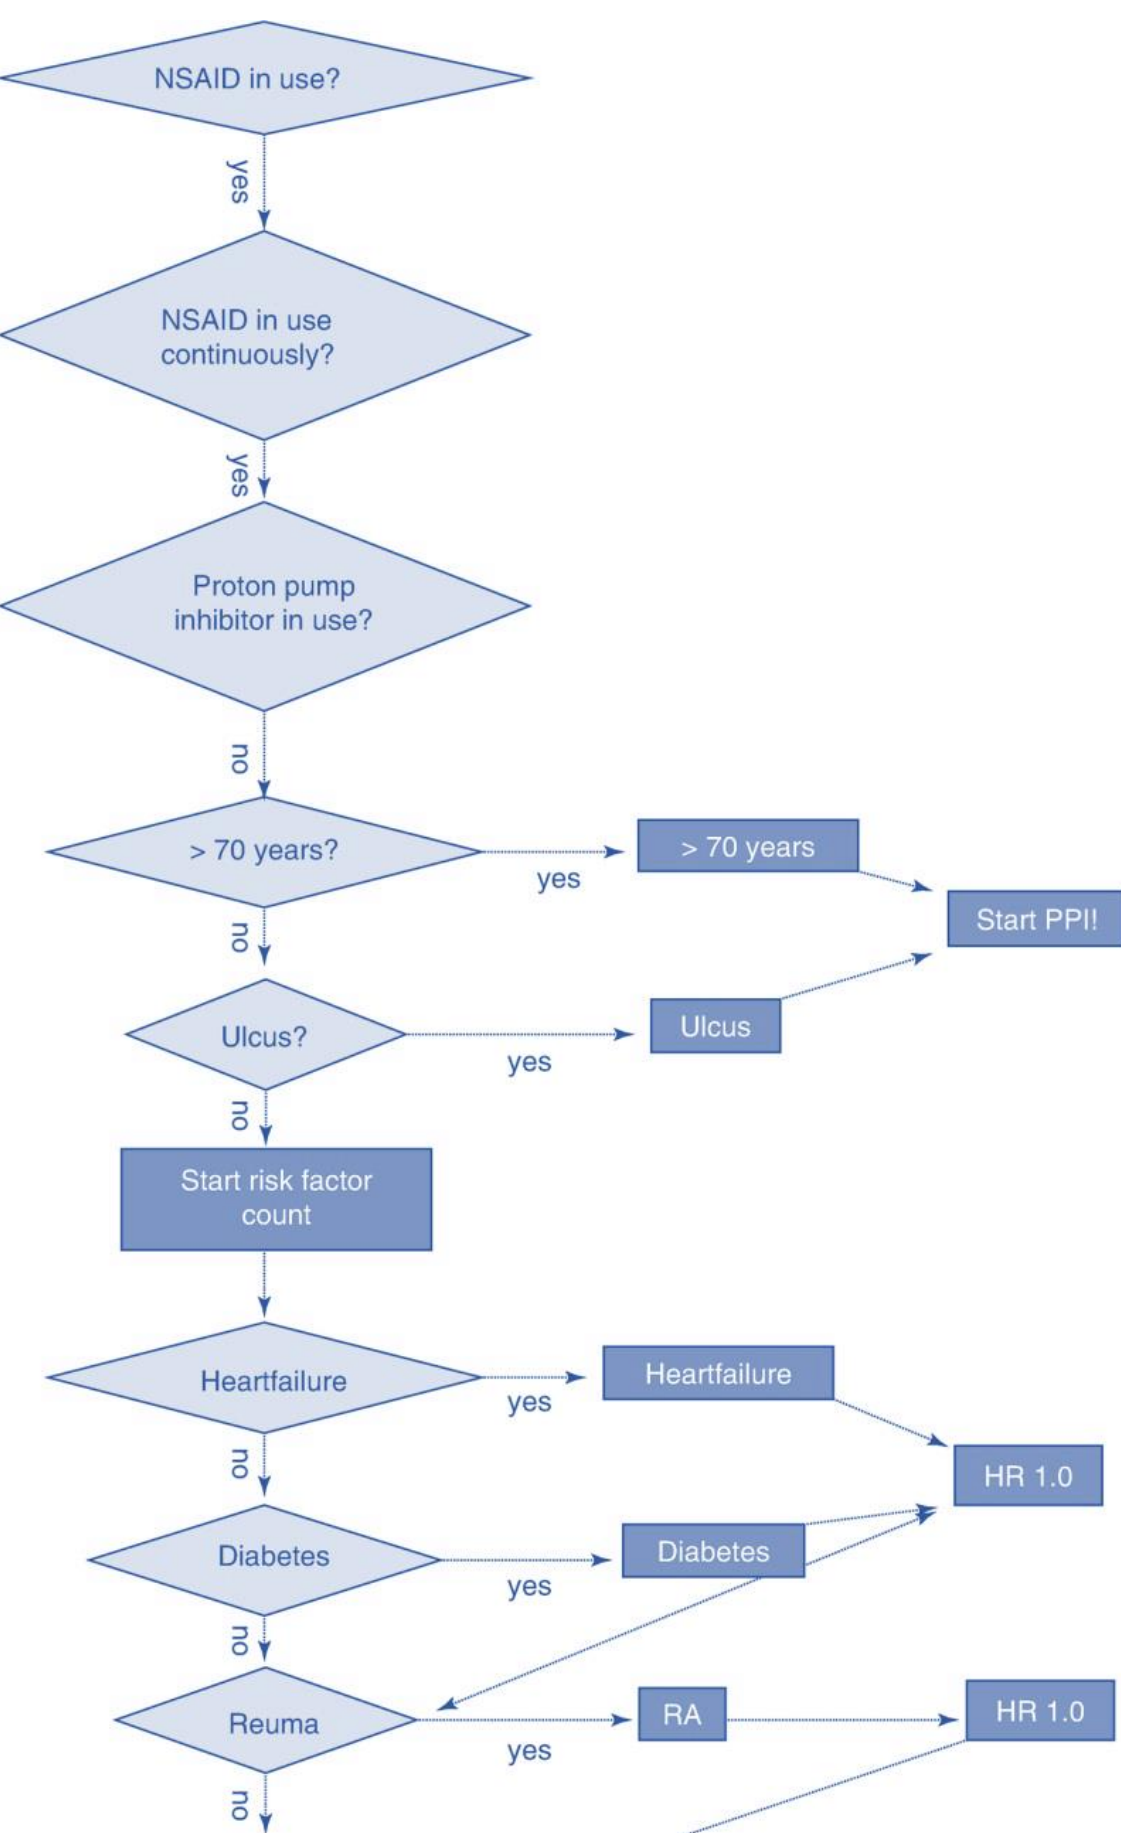 NSAID in use?
yes
NSAID in use
continuously?
yes
Proton pump
inhibitor in use?
no
> 70 years?
yes
> 70 years
Start PPI!
no
Ulcus?
yes
Ulcus
no
Start risk factor
count
Heartfailure
yes
Heartfailure
HR 1.0
no
Diabetes
yes
Diabetes
no
Reuma
yes
RA
HR 1.0
no